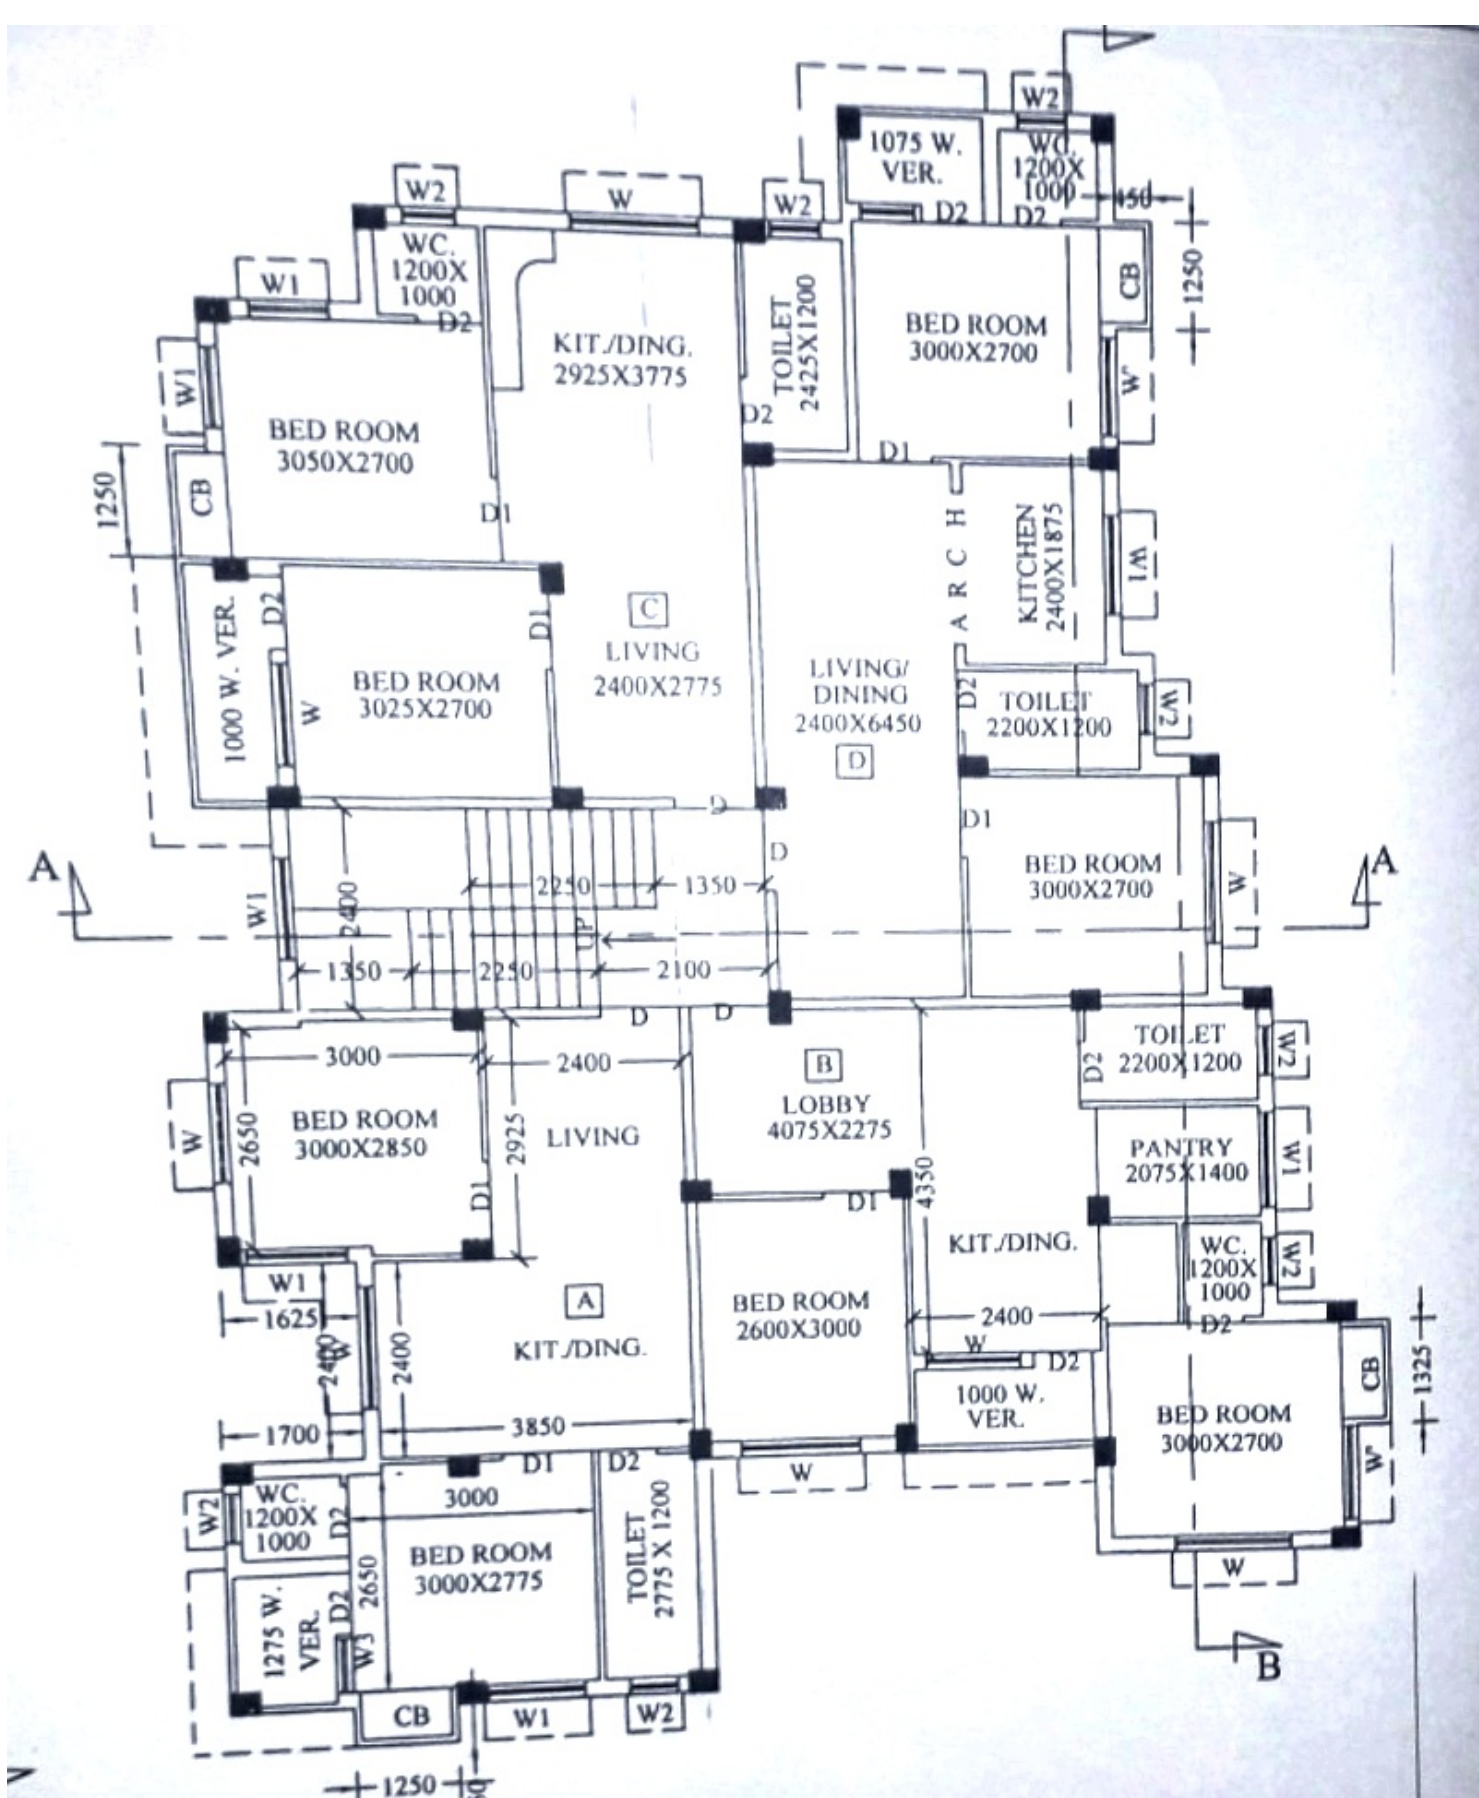 W2
1075 W.
VER.
WC.
1200X
1000
450
D2
D2
W2
W
W2
WC.
1200X
1000
D2
W1
W1
CB
1250
BED ROOM
3050X2700
D1
KIT./DING.
2925X3775
TOILET
2425X1200
D2
BED ROOM
3000X2700
D1
CB
1250
W
A R C H
KITCHEN
2400X1875
W1
1000 W. VER.
D2
W
BED ROOM
3025X2700
D1
C
LIVING
2400X2775
D
LIVING/
DINING
2400X6450
D
D2
TOILET
2200X1200
W2
D1
BED ROOM
3000X2700
W
D
A
A
W1
2400
2250
1350
UP
1350
2250
2100
D
D
3000
2650
W
BED ROOM
3000X2850
D1
2400
2925
LIVING
B
LOBBY
4075X2275
D1
4350
D2
TOILET
2200X1200
W2
PANTRY
2075X1400
W1
KIT./DING.
WC.
1200X
1000
W2
D2
W1
1625
2400
W
2400
A
KIT./DING.
BED ROOM
2600X3000
2400
W
D2
1000 W.
VER.
CB
1325
BED ROOM
3000X2700
W
1700
3850
D1
D2
W
W
WC.
1200X
1000
W2
D2
3000
BED ROOM
3000X2775
2650
TOILET
2775 X 1200
1275 W.
VER.
D2
W3
CB
W1
W2
B
1250